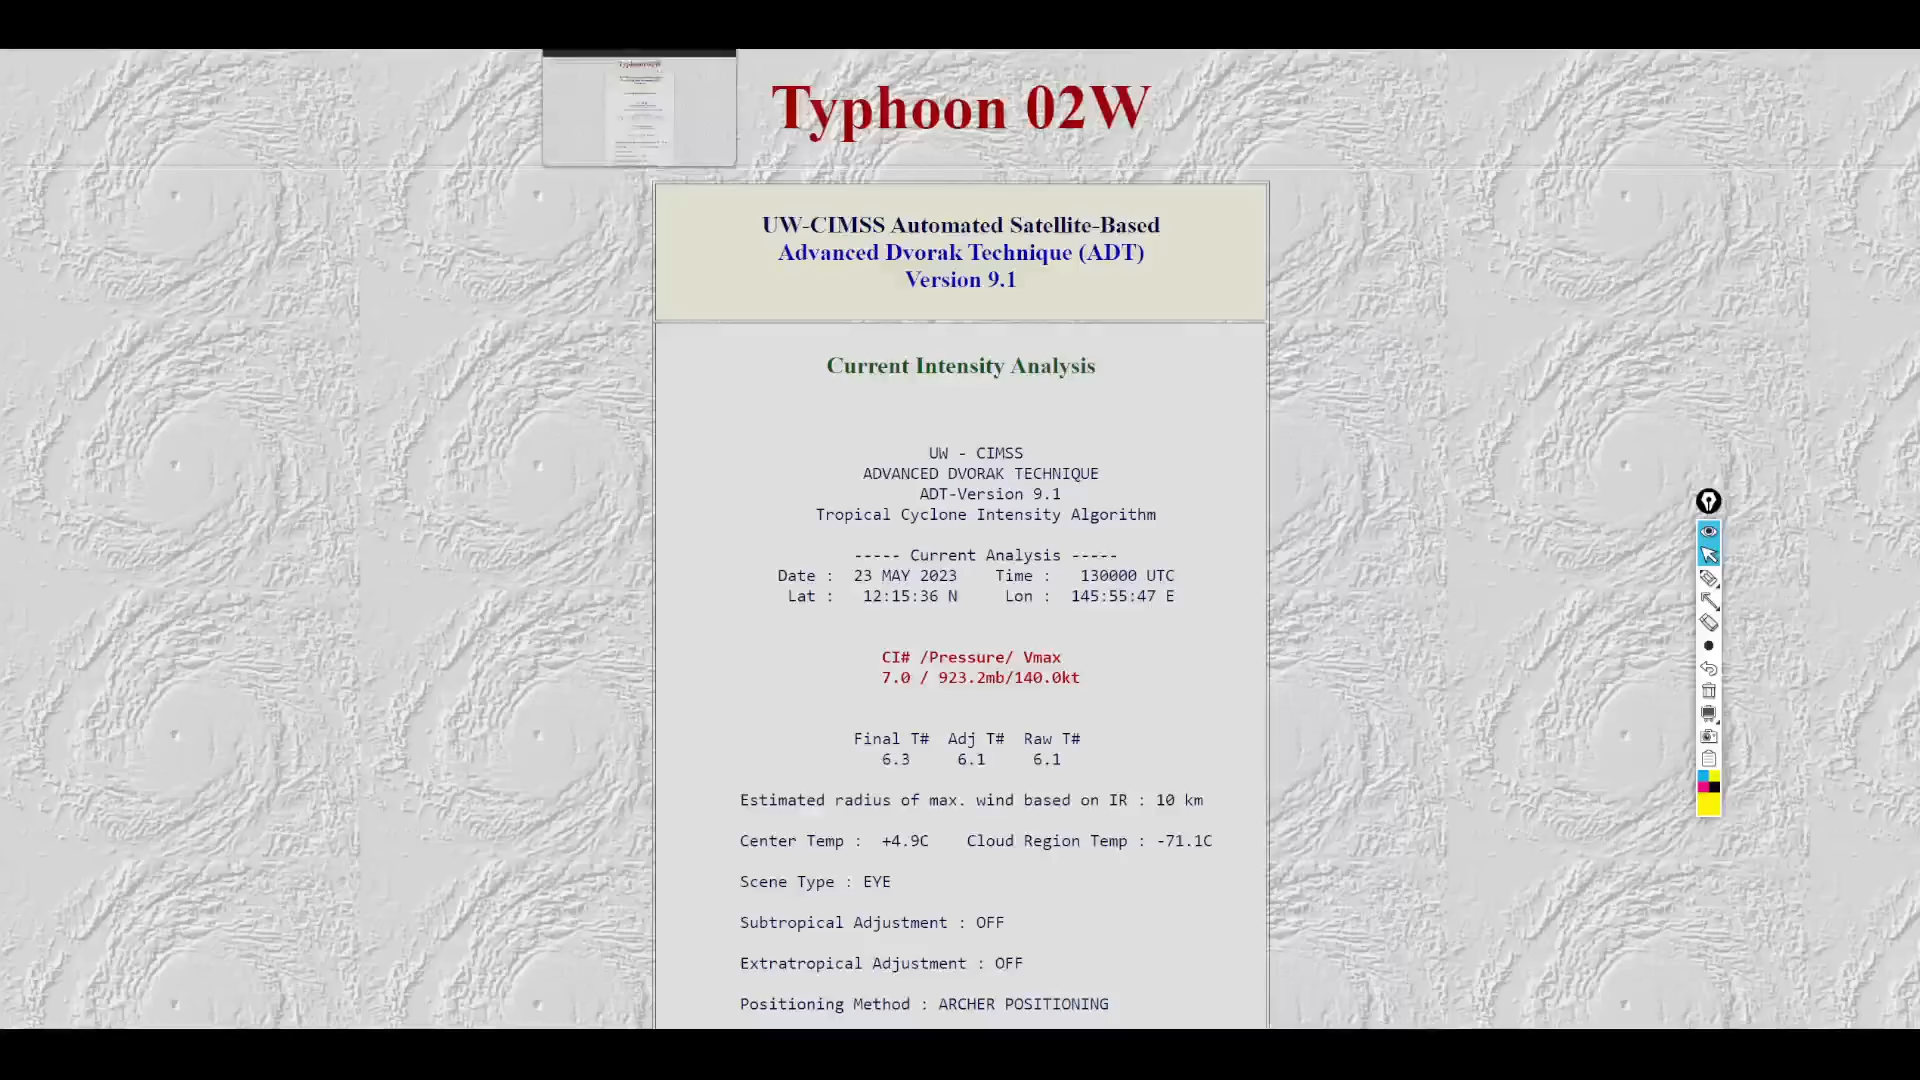 Typhoon 02W
UW-CIMSS Automated Satellite-Based
Advanced Dvorak Technique (ADT)
Version 9.1
Current Intensity Analysis
UW - CIMSS
ADVANCED DVORAK TECHNIQUE
ADT-Version 9.1
Tropical Cyclone Intensity Algorithm
----- Current Analysis -----
Date : 23 MAY 2023 Time : 130000 UTC
Lat : 12:15:36 N Lon : 145:55:47 E
CI# /Pressure/ Vmax
7.0 / 923.2mb/140.0kt
Final T# Adj T# Raw T#
6.3 6.1 6.1
Estimated radius of max. wind based on IR : 10 km
Center Temp : +4.9C Cloud Region Temp : -71.1C
Scene Type : EYE
Subtropical Adjustment : OFF
Extratropical Adjustment : OFF
Positioning Method : ARCHER POSITIONING